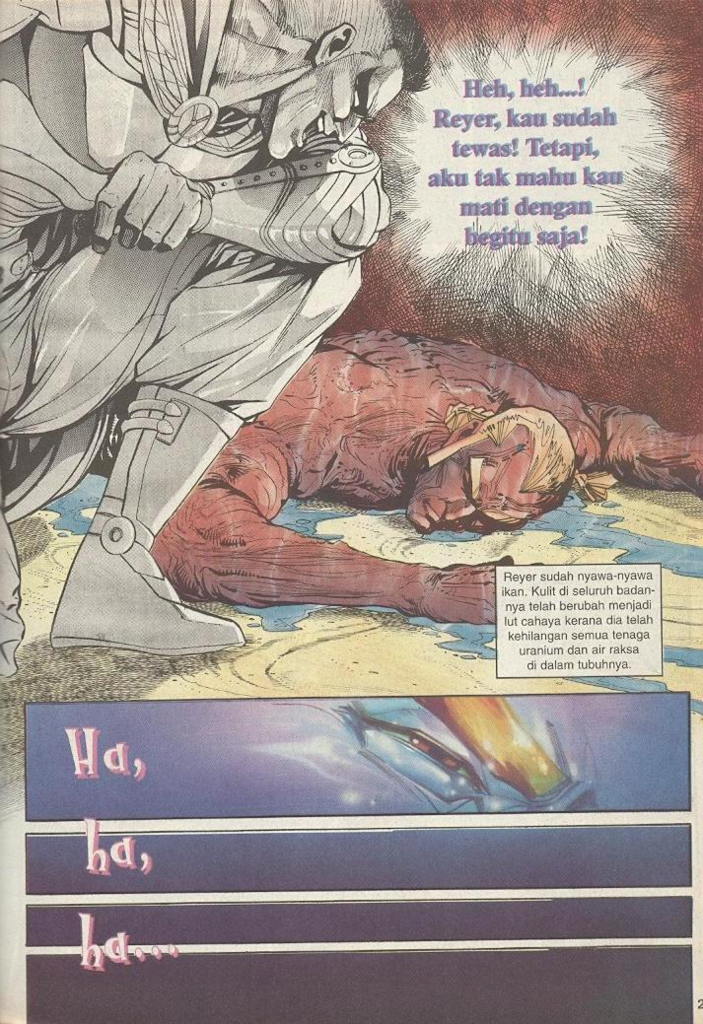 Heh, heh...!
Reyer, kau sudah
tewas! Tetapi,
aku tak mahu kau
mati dengan
begitu saja!
Reyer sudah nyawa-nyawa
ikan. Kulit di seluruh badan-
nya telah berubah menjadi
lut cahaya kerana dia telah
kehilangan semua tenaga
uranium dan air raksa
di dalam tubuhnya.
Ha,
ha,
ha...
2